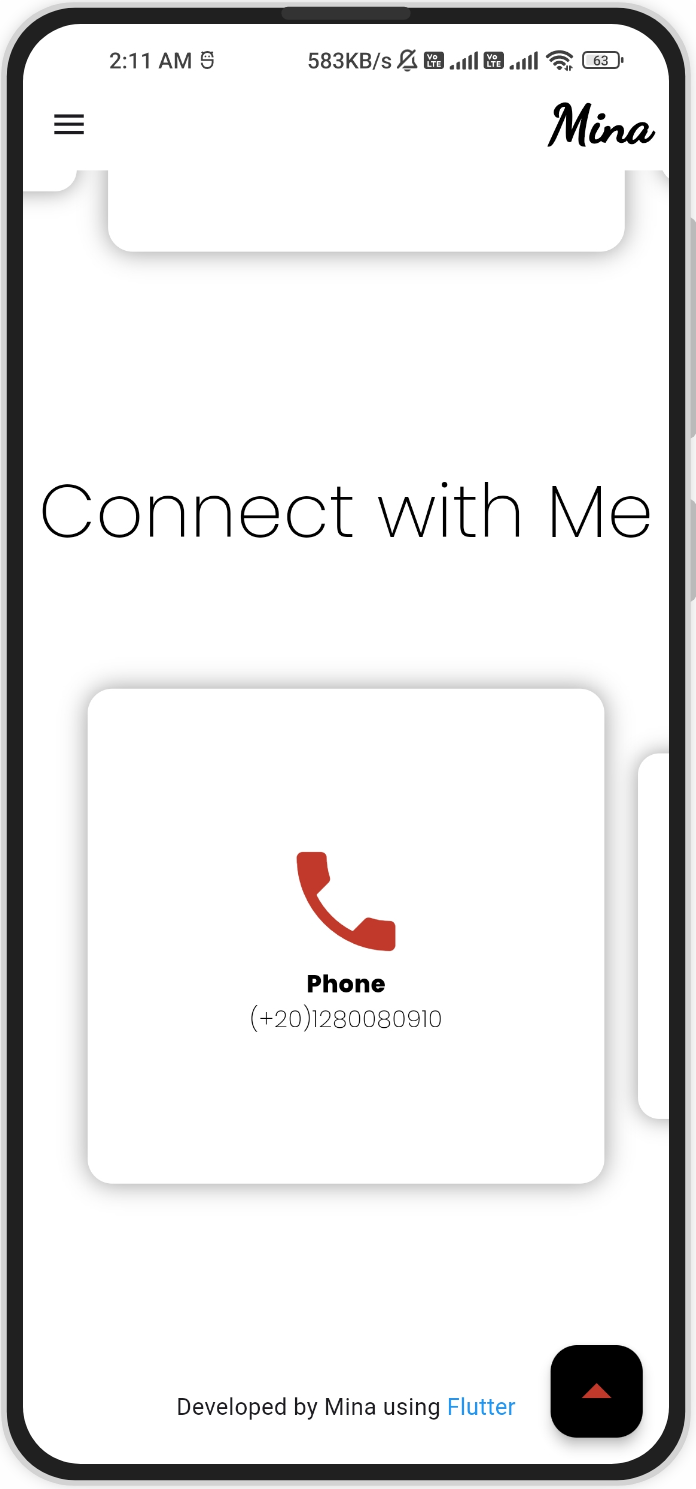 2:11 AM 583KB/s Vo LTE Vo LTE 63
Mina
Connect with Me
Phone
(+20)1280080910
Developed by Mina using Flutter